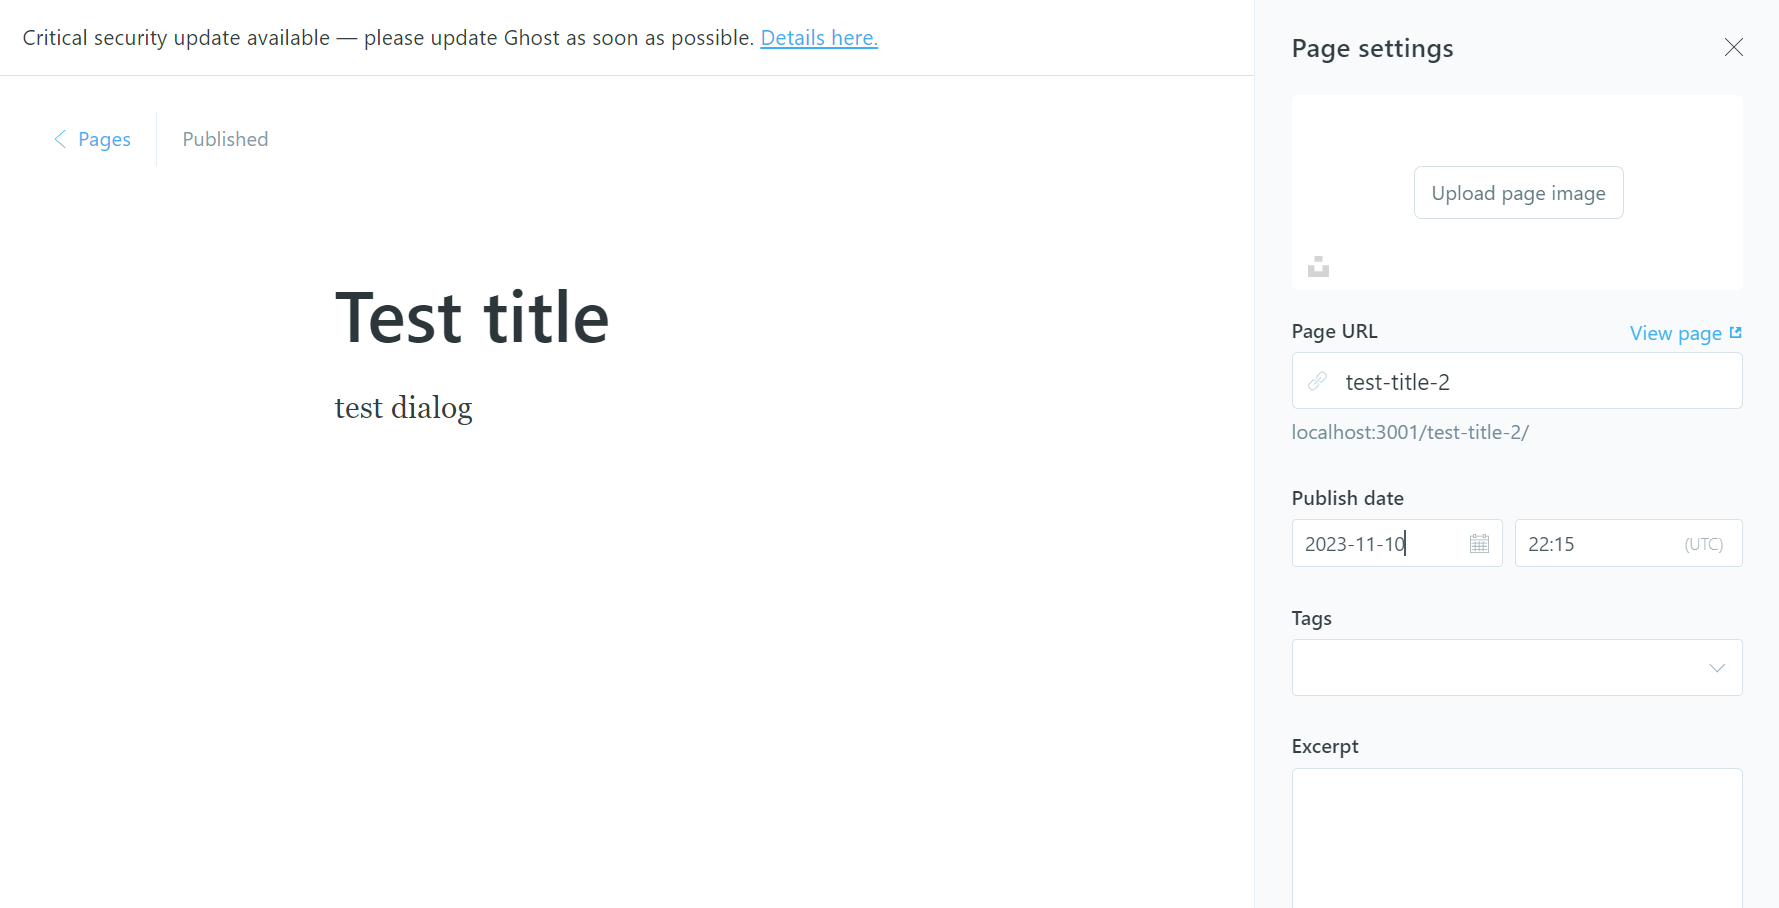 Critical security update available — please update Ghost as soon as possible. Details here.
Pages
Published
Test title
test dialog
Page settings
Upload page image
Page URL
View page
test-title-2
localhost:3001/test-title-2/
Publish date
2023-11-10
22:15
(UTC)
Tags
Excerpt